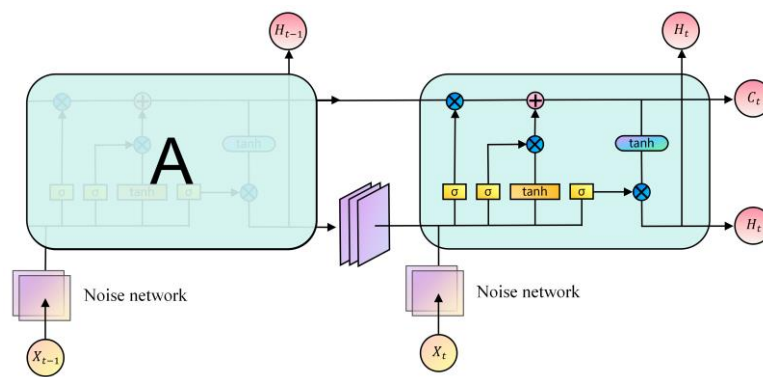 H_{t-1}
H_t
A
tanh
σ σ tanh σ
tanh
σ σ tanh σ
C_t
H_t
Noise network
Noise network
X_{t-1}
X_t